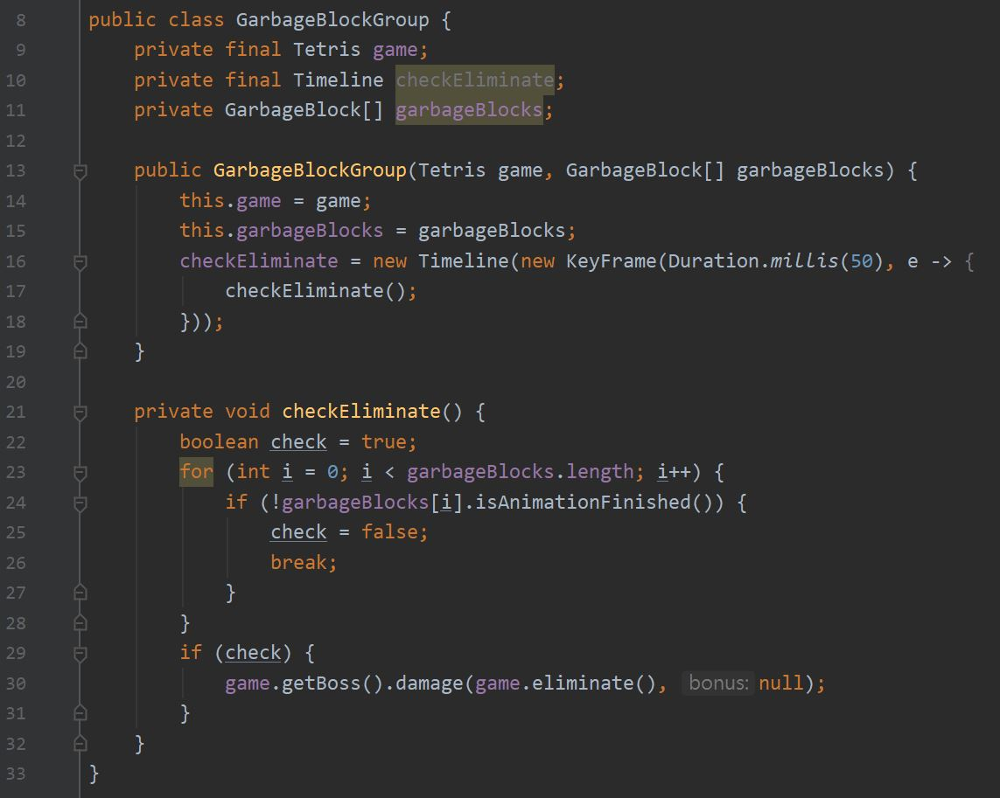 8 public class GarbageBlockGroup {
9     private final Tetris game;
10     private final Timeline checkEliminate;
11     private GarbageBlock[] garbageBlocks;
12
13     public GarbageBlockGroup(Tetris game, GarbageBlock[] garbageBlocks) {
14         this.game = game;
15         this.garbageBlocks = garbageBlocks;
16         checkEliminate = new Timeline(new KeyFrame(Duration.millis(50), e -> {
17             checkEliminate();
18         }));
19     }
20
21     private void checkEliminate() {
22         boolean check = true;
23         for (int i = 0; i < garbageBlocks.length; i++) {
24             if (!garbageBlocks[i].isAnimationFinished()) {
25                 check = false;
26                 break;
27             }
28         }
29         if (check) {
30             game.getBoss().damage(game.eliminate(), bonus: null);
31         }
32     }
33 }